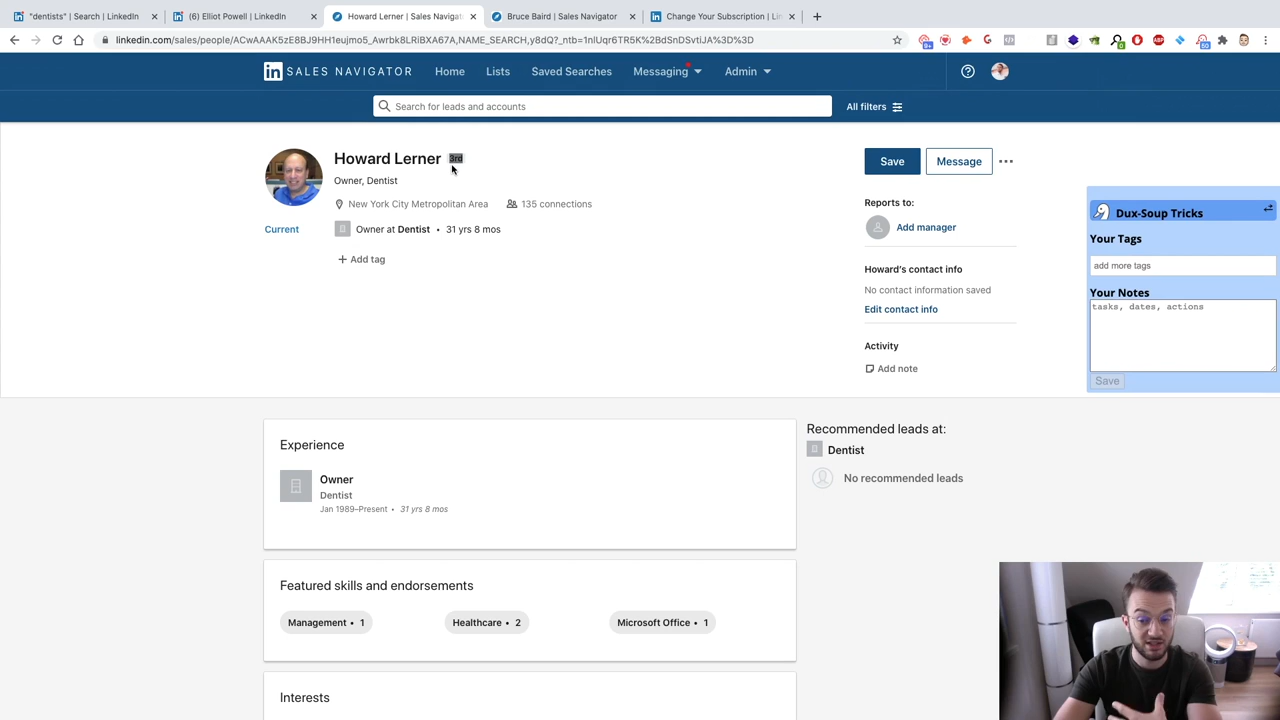 "dentists" | Search | LinkedIn
(6) Elliot Powell | LinkedIn
Howard Lerner | Sales Navigat
Bruce Baird | Sales Navigator
Change Your Subscription | Lin
linkedin.com/sales/people/ACwAAAK5zE8BJ9HH1eujmo5_Awrbk8LRiBXA67A,NAME_SEARCH,y8dQ?_ntb=1nIUqr6TR5K%2BdSnDSvtiJA%3D%3D
in SALES NAVIGATOR
Home
Lists
Saved Searches
Messaging
Admin
Search for leads and accounts
All filters
Howard Lerner 3rd
Owner, Dentist
New York City Metropolitan Area
135 connections
Current
Owner at Dentist • 31 yrs 8 mos
+ Add tag
Save
Message
Reports to:
Add manager
Howard's contact info
No contact information saved
Edit contact info
Activity
Add note
Dux-Soup Tricks
Your Tags
add more tags
Your Notes
tasks, dates, actions
Save
Experience
Owner
Dentist
Jan 1989–Present • 31 yrs 8 mos
Recommended leads at:
Dentist
No recommended leads
Featured skills and endorsements
Management • 1
Healthcare • 2
Microsoft Office • 1
Interests